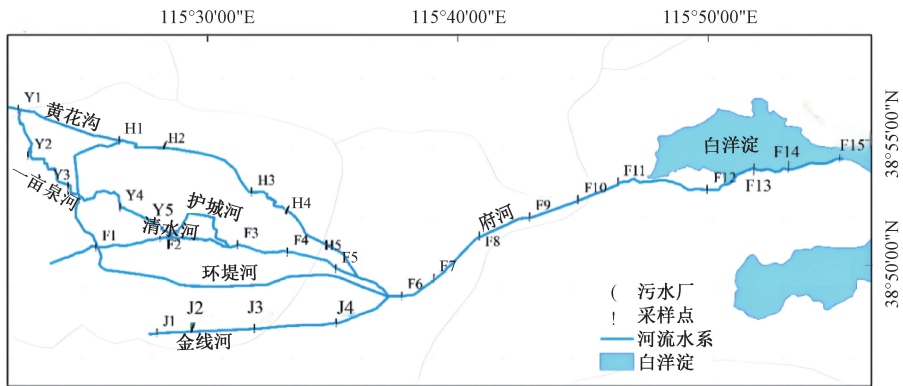 115°30′00″E
115°40′00″E
115°50′00″E
Y1
黄花沟
H1
H2
Y2
Y3
一亩泉河
Y4
Y5
护城河
H3
H4
清水河
F1
F2
F3
F4
H5
F5
环堤河
F6
F7
F8
府河
F9
F10
F11
F12
F13
F14
F15
白洋淀
J1
J2
J3
J4
金线河
38°55′00″N
38°50′00″N
( 污水厂
! 采样点
河流水系
白洋淀